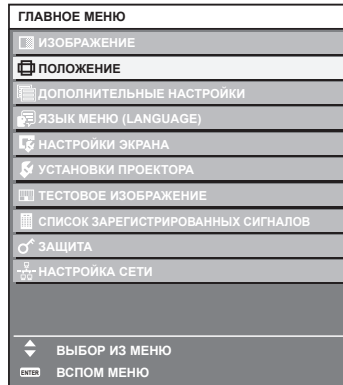 ГЛАВНОЕ МЕНЮ
ИЗОБРАЖЕНИЕ
ПОЛОЖЕНИЕ
ДОПОЛНИТЕЛЬНЫЕ НАСТРОЙКИ
ЯЗЫК МЕНЮ (LANGUAGE)
НАСТРОЙКИ ЭКРАНА
УСТАНОВКИ ПРОЕКТОРА
ТЕСТОВОЕ ИЗОБРАЖЕНИЕ
СПИСОК ЗАРЕГИСТРИРОВАННЫХ СИГНАЛОВ
ЗАЩИТА
НАСТРОЙКА СЕТИ
ВЫБОР ИЗ МЕНЮ
ENTER ВСПОМ МЕНЮ